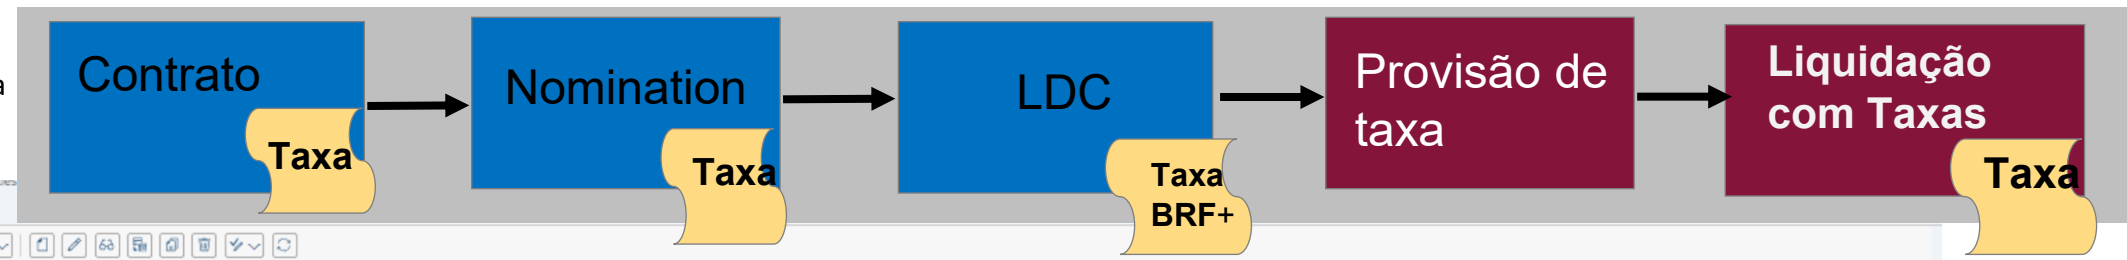 a
Contrato
Taxa
Nomination
Taxa
LDC
Taxa
BRF+
Provisão de
taxa
Liquidação
com Taxas
Taxa